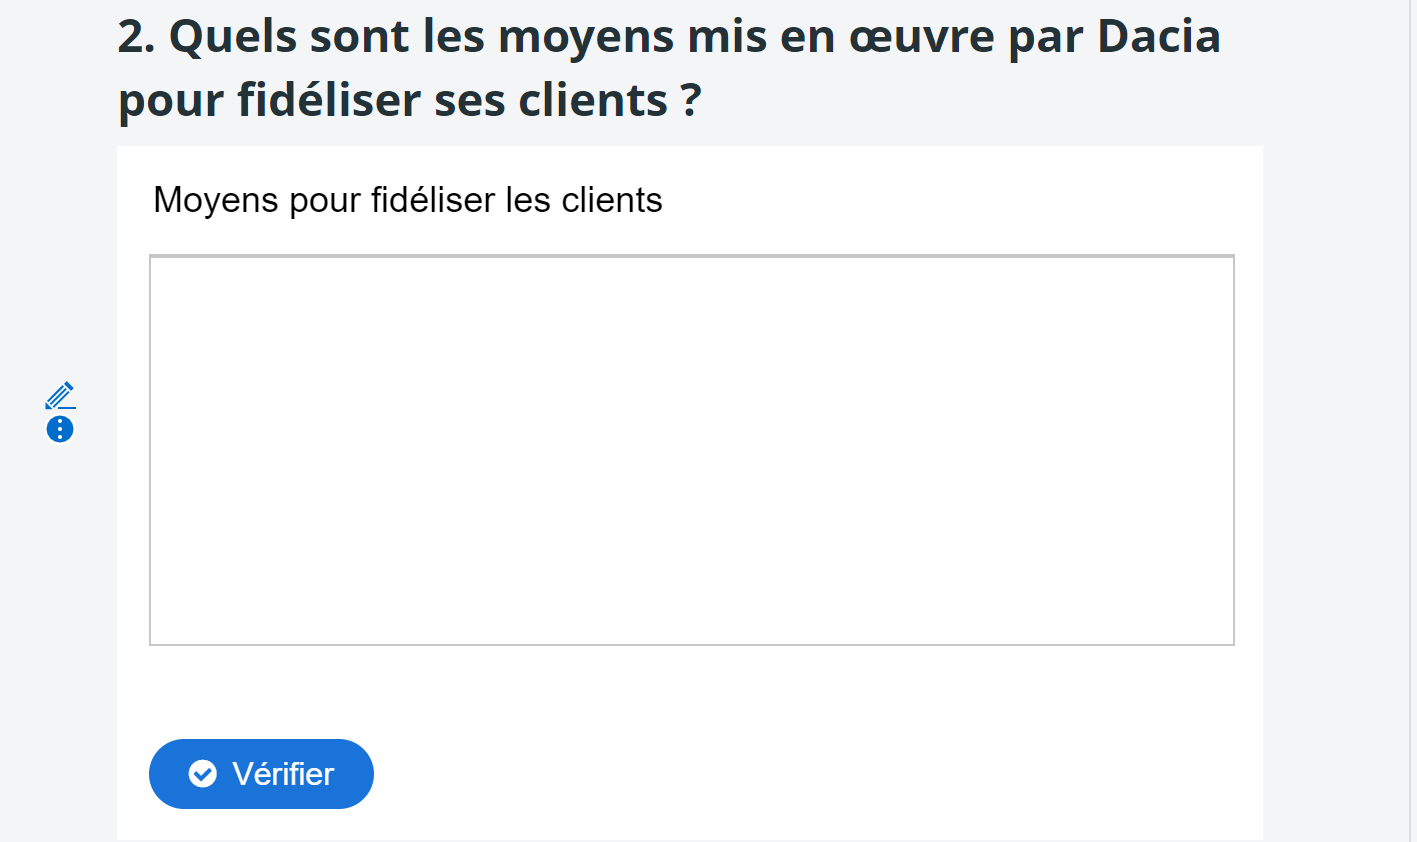 2. Quels sont les moyens mis en œuvre par Dacia
pour fidéliser ses clients ?
Moyens pour fidéliser les clients
Vérifier